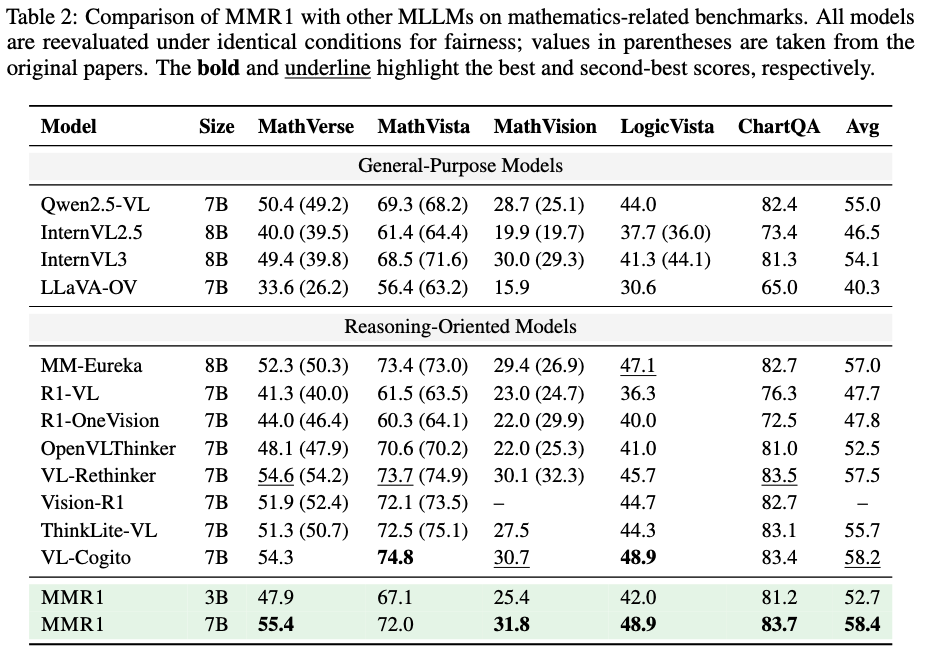 Table 2: Comparison of MMR1 with other MLLMs on mathematics-related benchmarks. All models
are reevaluated under identical conditions for fairness; values in parentheses are taken from the
original papers. The bold and underline highlight the best and second-best scores, respectively.
Model Size MathVerse MathVista MathVision LogicVista ChartQA Avg
General-Purpose Models
Qwen2.5-VL 7B 50.4 (49.2) 69.3 (68.2) 28.7 (25.1) 44.0 82.4 55.0
InternVL2.5 8B 40.0 (39.5) 61.4 (64.4) 19.9 (19.7) 37.7 (36.0) 73.4 46.5
InternVL3 8B 49.4 (39.8) 68.5 (71.6) 30.0 (29.3) 41.3 (44.1) 81.3 54.1
LLaVA-OV 7B 33.6 (26.2) 56.4 (63.2) 15.9 30.6 65.0 40.3
Reasoning-Oriented Models
MM-Eureka 8B 52.3 (50.3) 73.4 (73.0) 29.4 (26.9) 47.1 82.7 57.0
R1-VL 7B 41.3 (40.0) 61.5 (63.5) 23.0 (24.7) 36.3 76.3 47.7
R1-OneVision 7B 44.0 (46.4) 60.3 (64.1) 22.0 (29.9) 40.0 72.5 47.8
OpenVLThinker 7B 48.1 (47.9) 70.6 (70.2) 22.0 (25.3) 41.0 81.0 52.5
VL-Rethinker 7B 54.6 (54.2) 73.7 (74.9) 30.1 (32.3) 45.7 83.5 57.5
Vision-R1 7B 51.9 (52.4) 72.1 (73.5) – 44.7 82.7 –
ThinkLite-VL 7B 51.3 (50.7) 72.5 (75.1) 27.5 44.3 83.1 55.7
VL-Cogito 7B 54.3 74.8 30.7 48.9 83.4 58.2
MMR1 3B 47.9 67.1 25.4 42.0 81.2 52.7
MMR1 7B 55.4 72.0 31.8 48.9 83.7 58.4